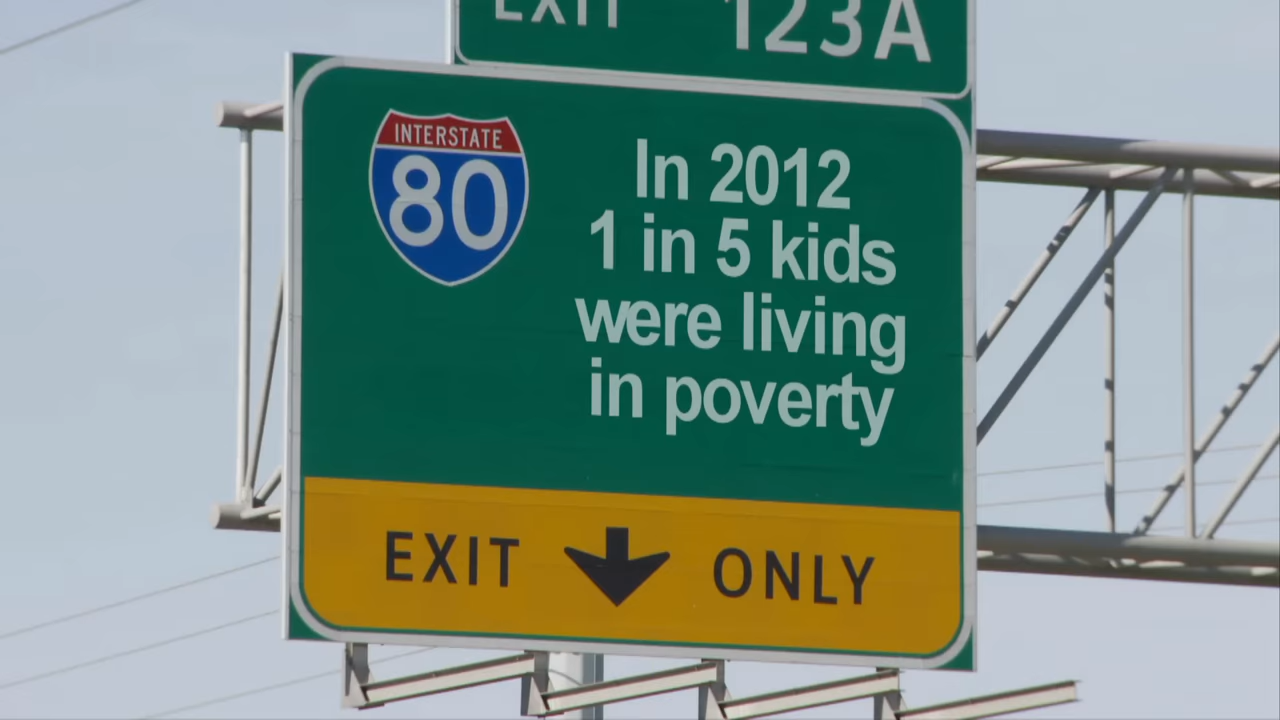 EXIT 123A
INTERSTATE
80
In 2012
1 in 5 kids
were living
in poverty
EXIT ONLY